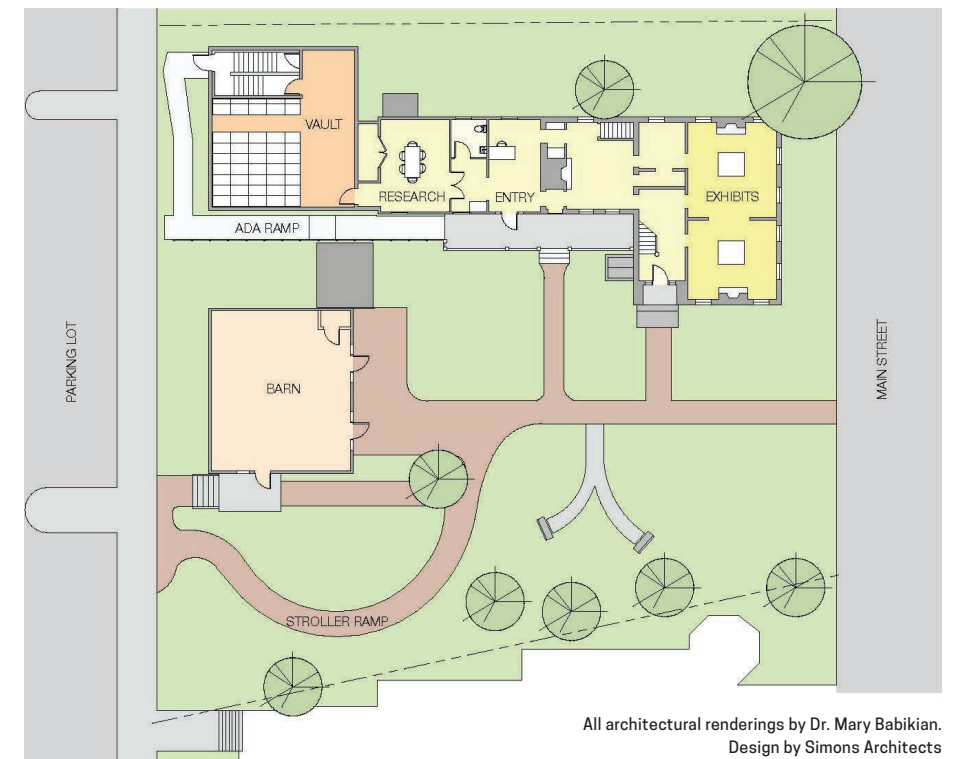 VAULT
RESEARCH
ENTRY
EXHIBITS
ADA RAMP
PARKING LOT
BARN
MAIN STREET
STROLLER RAMP
All architectural renderings by Dr. Mary Babikian.
Design by Simons Architects